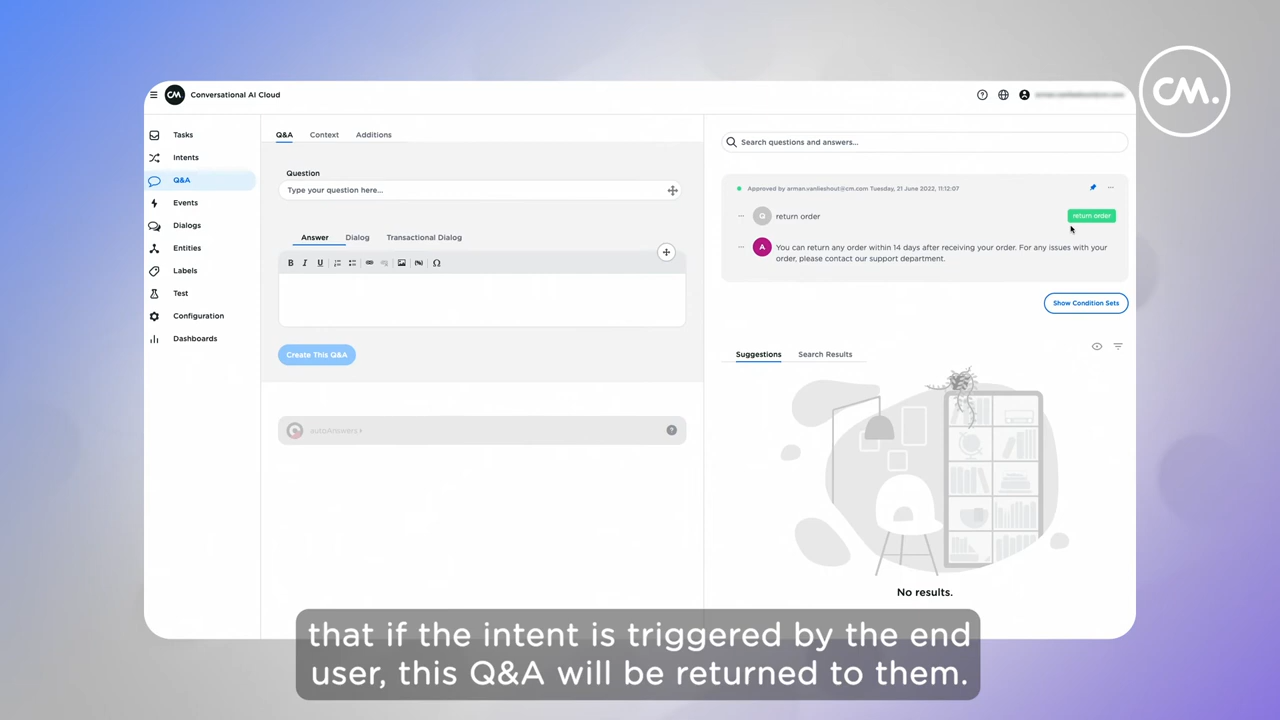 CM.
CM Conversational AI Cloud
Tasks
Intents
Q&A
Events
Dialogs
Entities
Labels
Test
Configuration
Dashboards
Q&A Context Additions
Question
Type your question here...
Answer Dialog Transactional Dialog
B I U Ω
Create This Q&A
autoAnswers
Search questions and answers...
Approved by arman.vanlieshout@cm.com Tuesday, 21 June 2022, 11:12:07
Q return order return order
A You can return any order within 14 days after receiving your order. For any issues with your
order, please contact our support department.
Show Condition Sets
Suggestions Search Results
No results.
that if the intent is triggered by the end
user, this Q&A will be returned to them.